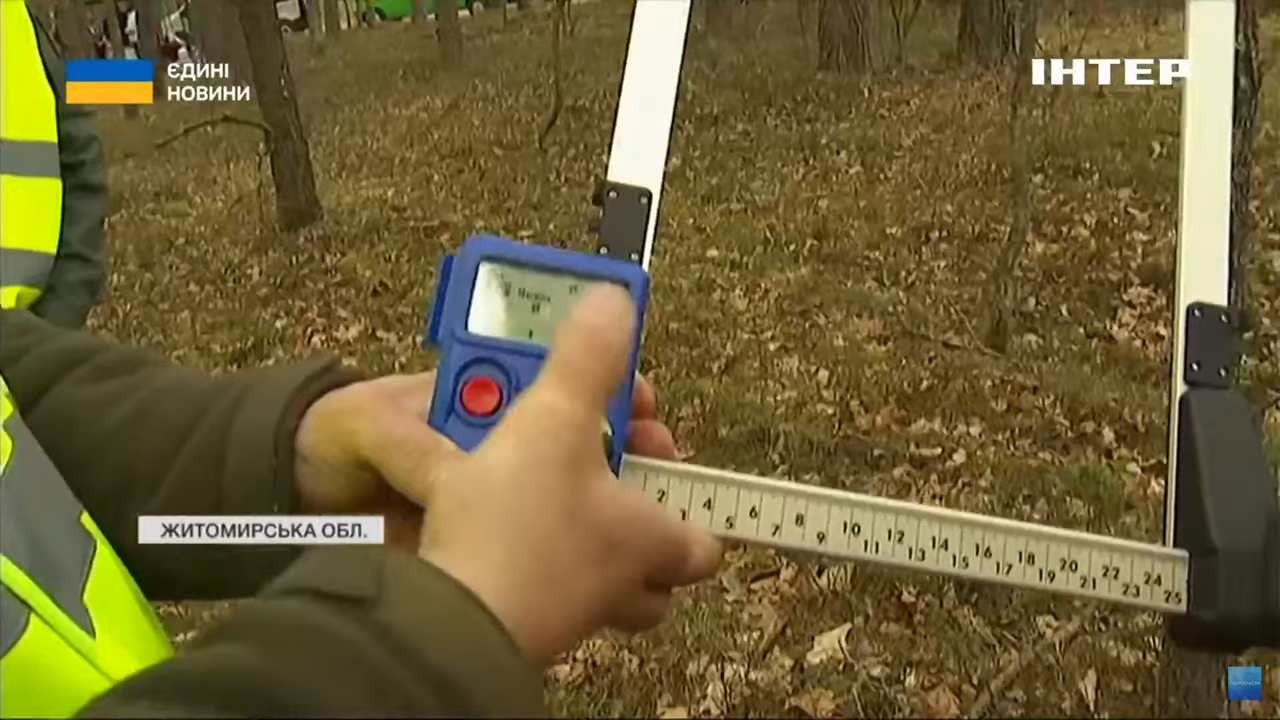 ЄДИНІ
НОВИНИ
ІНТЕР
2 4 6 8 10 12 14 16 18 20 22 24
5 7 9 11 13 15 17 19 21 23 25
ЖИТОМИРСЬКА ОБЛ.